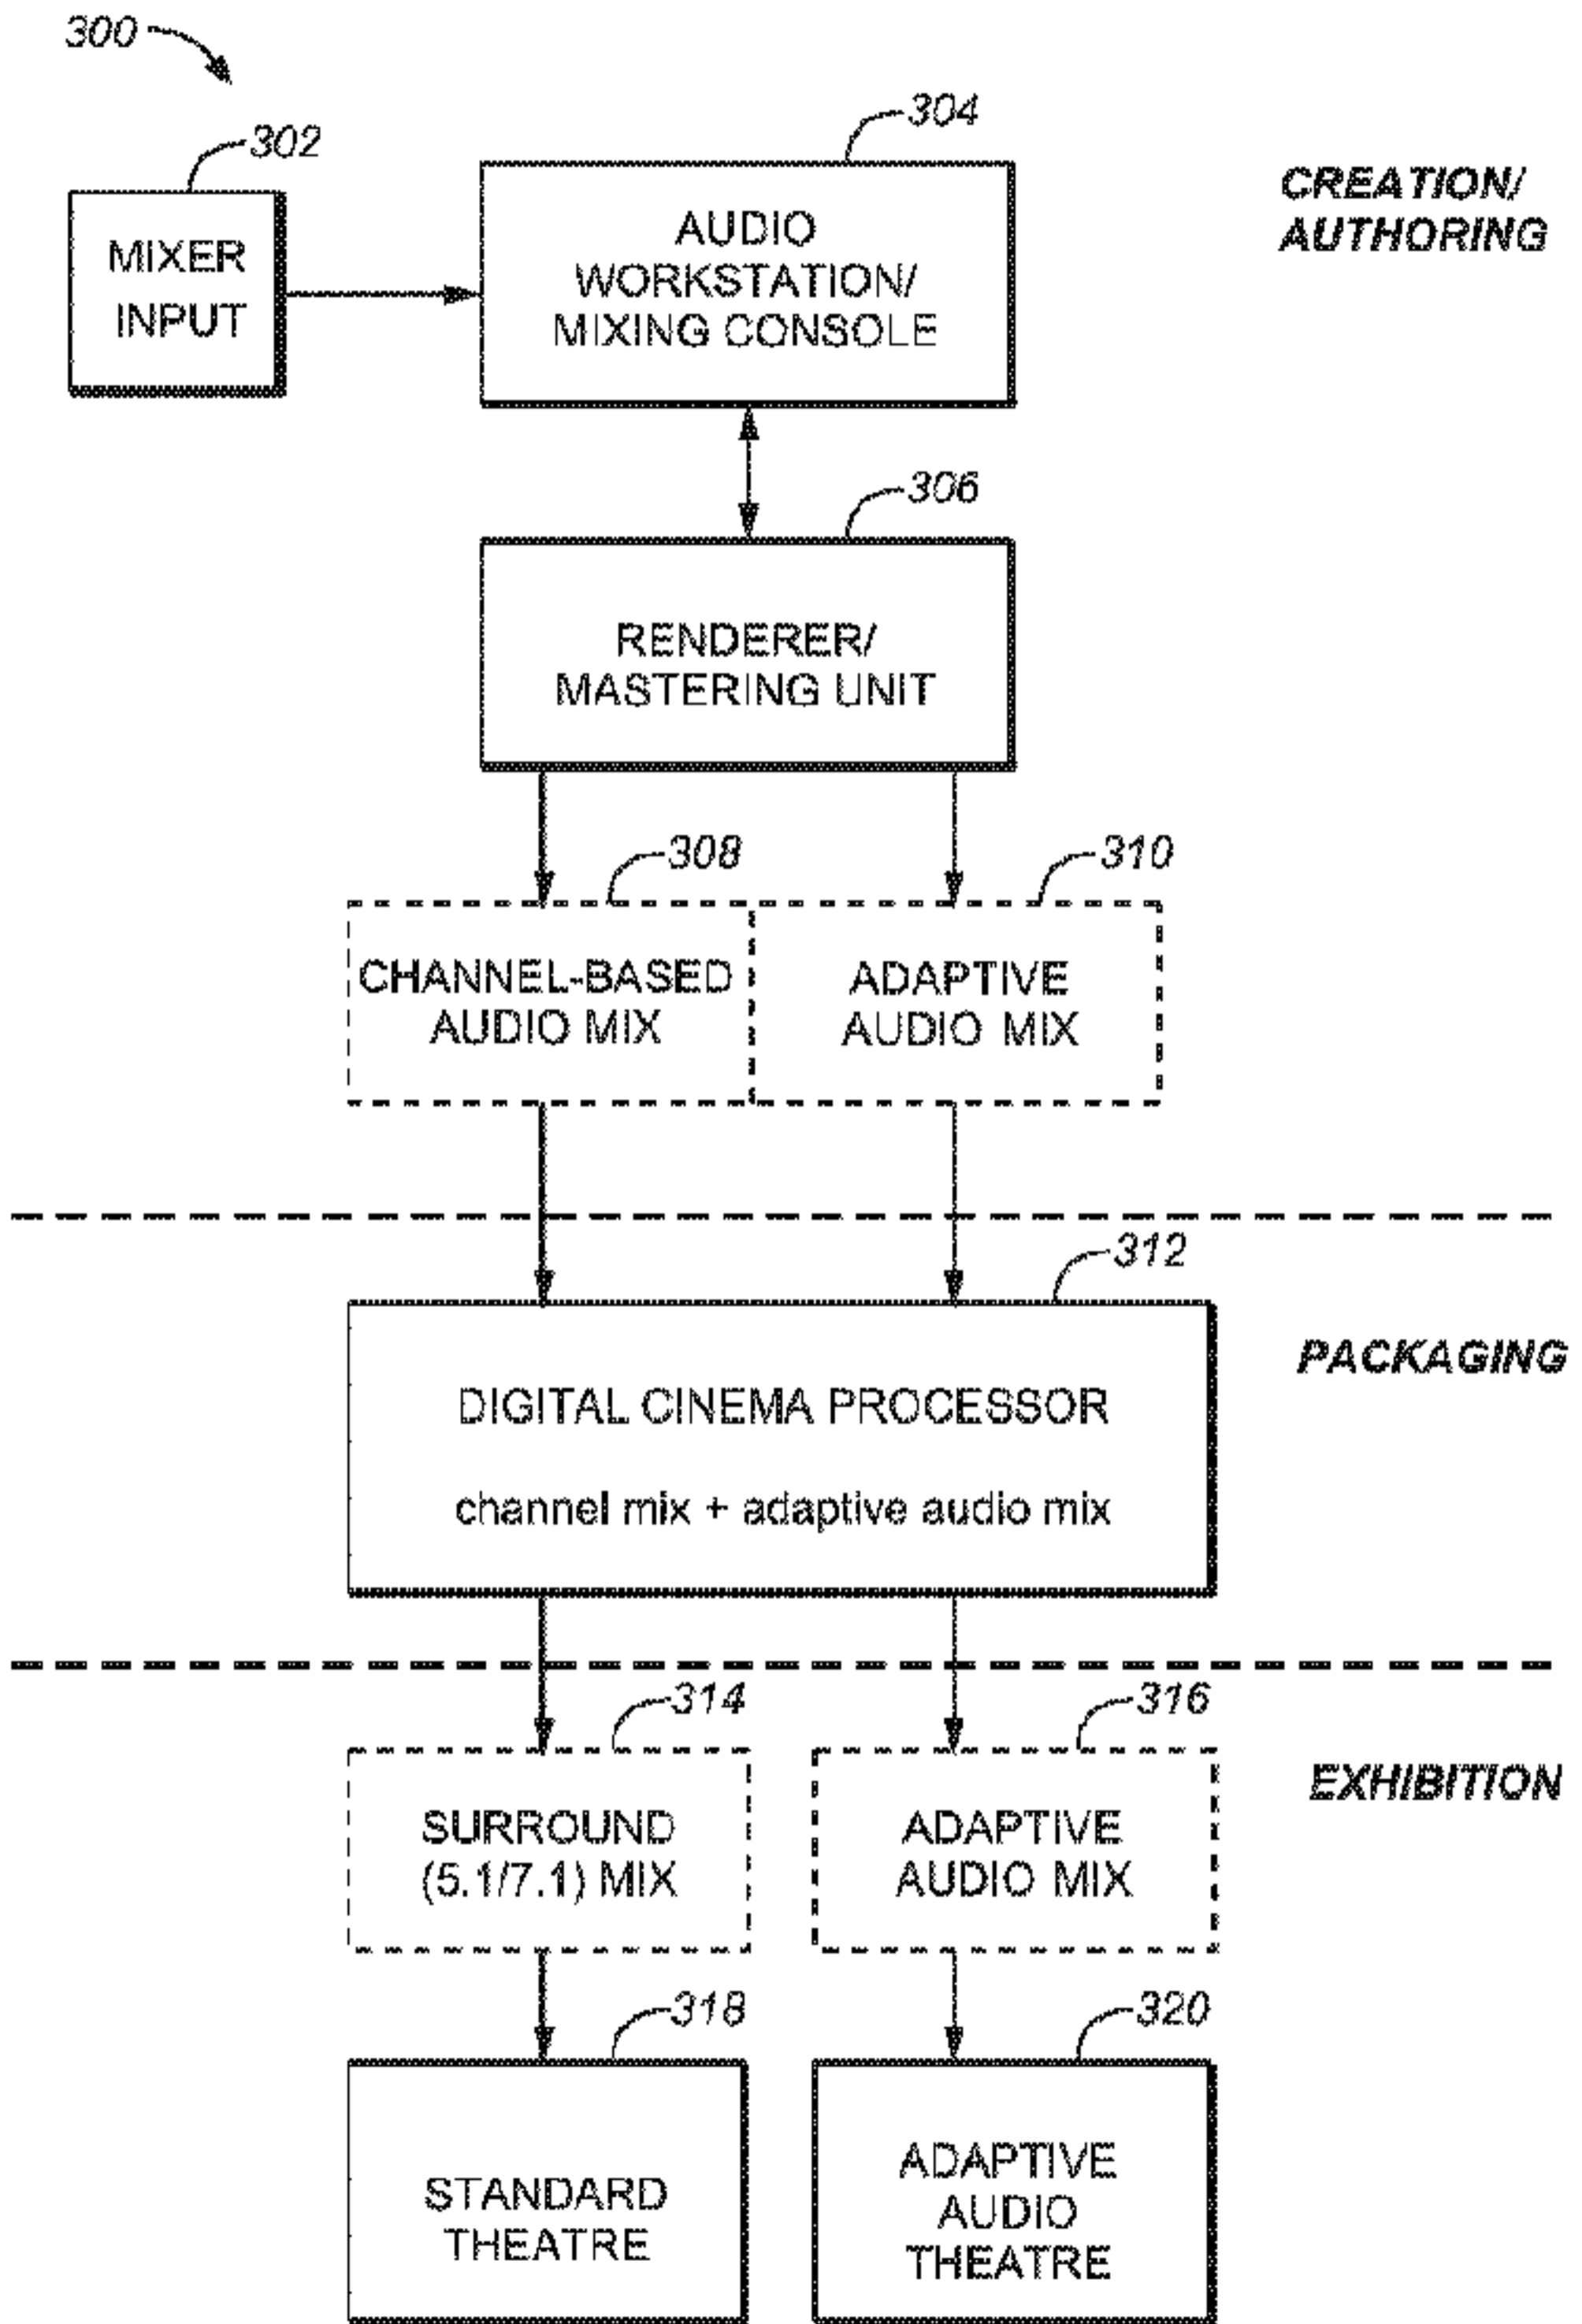 300
304
302
CREATION/
AUTHORING
MIXER
INPUT
AUDIO
WORKSTATION/
MIXING CONSOLE
306
RENDERER/
MASTERING UNIT
308
310
CHANNEL-BASED
AUDIO MIX
ADAPTIVE
AUDIO MIX
312
PACKAGING
DIGITAL CINEMA PROCESSOR
channel mix + adaptive audio mix
314
316
EXHIBITION
SURROUND
(5.1/7.1) MIX
ADAPTIVE
AUDIO MIX
318
320
STANDARD
THEATRE
ADAPTIVE
AUDIO
THEATRE